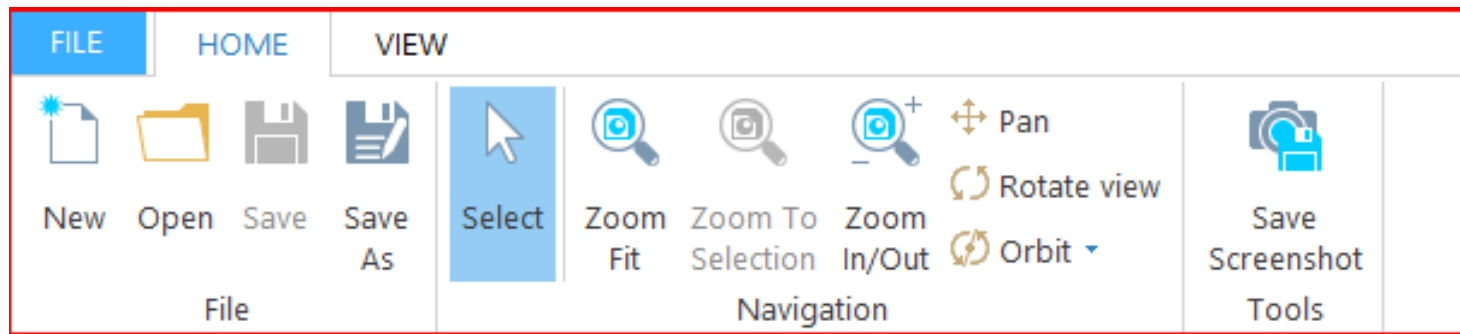 FILE HOME VIEW
New Open Save Save As
Select Zoom Fit Zoom To Selection Zoom In/Out
Pan
Rotate view
Orbit
Save Screenshot
File Navigation Tools